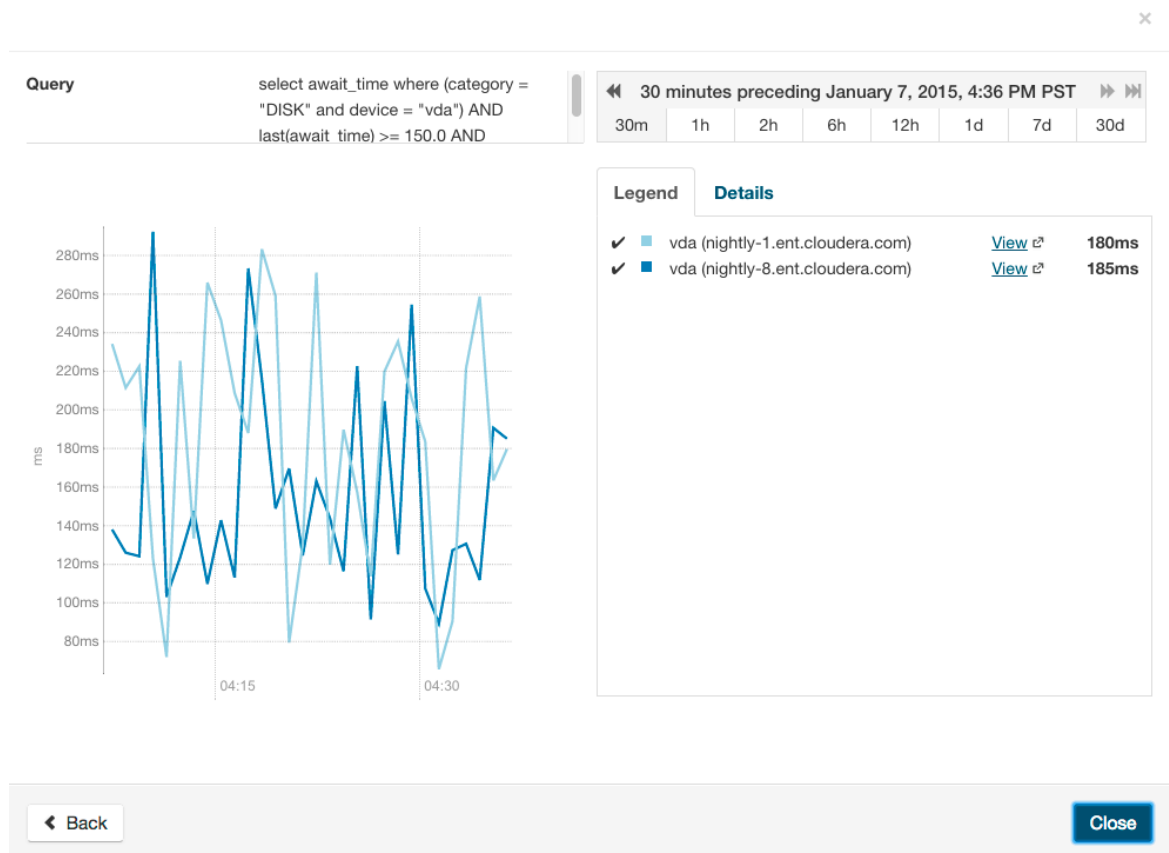 ×
Query
select await_time where (category =
"DISK" and device = "vda") AND
last(await_time) >= 150.0 AND
30 minutes preceding January 7, 2015, 4:36 PM PST
30m 1h 2h 6h 12h 1d 7d 30d
Legend Details
✔ vda (nightly-1.ent.cloudera.com) View 180ms
✔ vda (nightly-8.ent.cloudera.com) View 185ms
280ms
260ms
240ms
220ms
200ms
180ms
160ms
140ms
120ms
100ms
80ms
ms
04:15 04:30
Back
Close